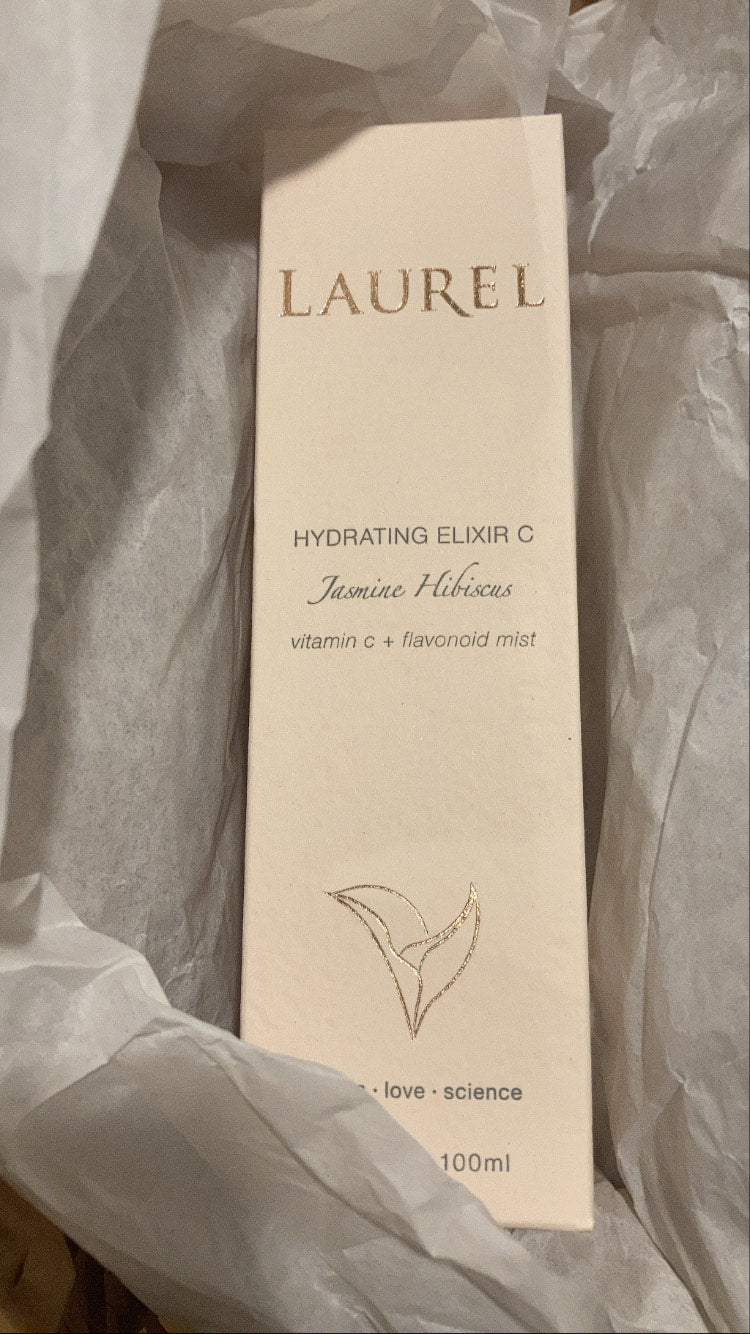 LAUREL
HYDRATING ELIXIR C
Jasmine Hibiscus
vitamin c + flavonoid mist
· love · science
100ml